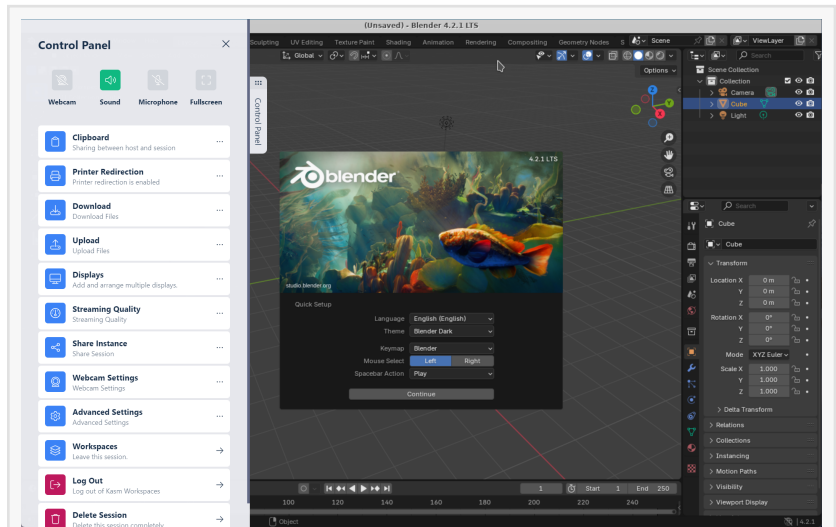 (Unsaved) - Blender 4.2.1 LTS
Control Panel
Webcam
Sound
Microphone
Fullscreen
Clipboard
Sharing between host and session
Printer Redirection
Printer redirection is enabled
Download
Download Files
Upload
Upload Files
Displays
Add and arrange multiple displays.
Streaming Quality
Streaming Quality
Share Instance
Share Session
Webcam Settings
Webcam Settings
Advanced Settings
Advanced Settings
Workspaces
Leave this session.
Log Out
Log out of Kasm Workspaces
Delete Session
Delete this session completely
Control Panel
Sculpting UV Editing Texture Paint Shading Animation Rendering Compositing Geometry Nodes S Scene ViewLayer
Global
Options
Z
Y
X
4.2.1 LTS
blender
studio.blender.org
Quick Setup
Language English (English)
Theme Blender Dark
Keymap Blender
Mouse Select Left Right
Spacebar Action Play
Continue
1 Start 1 End 250
100 120 140 160 180 200 220 240
Object
4.2.1
Search
Scene Collection
Collection
Camera
Cube
Light
Search
Cube
Cube
Transform
Location X 0 m
Y 0 m
Z 0 m
Rotation X 0°
Y 0°
Z 0°
Mode XYZ Euler
Scale X 1.000
Y 1.000
Z 1.000
Delta Transform
Relations
Collections
Instancing
Motion Paths
Visibility
Viewport Display